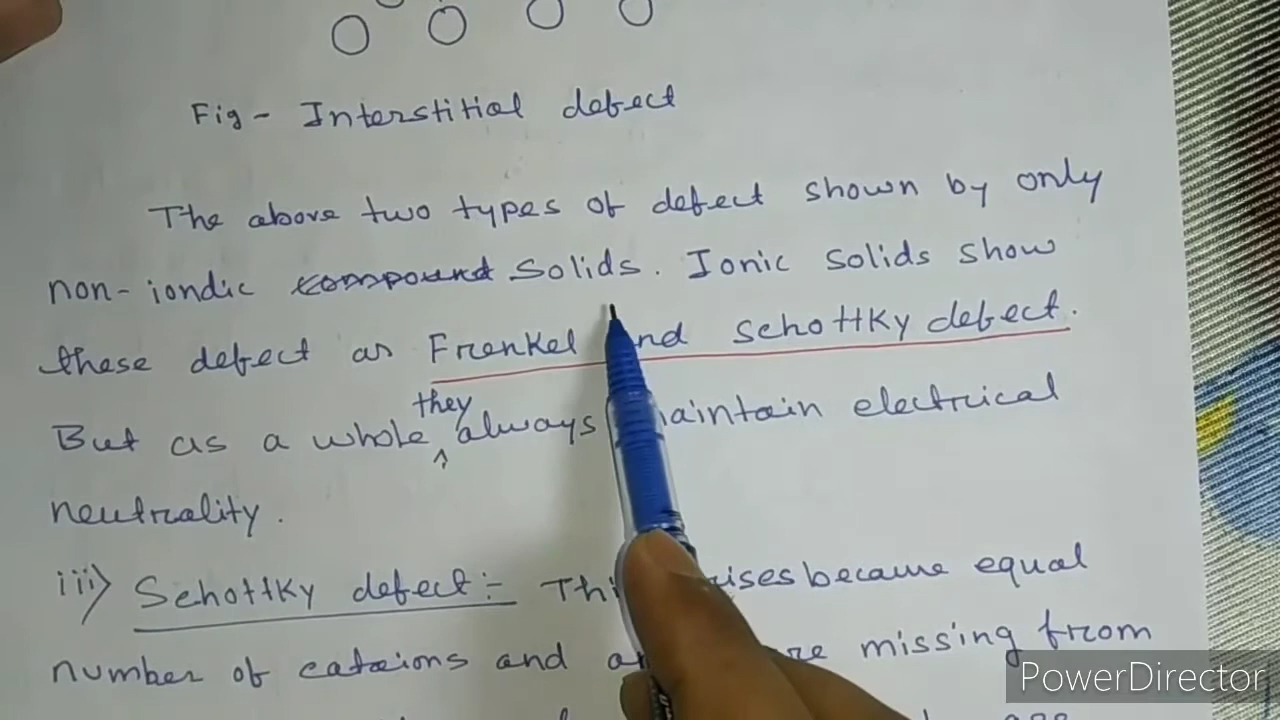 Fig - Interstitial defect
The above two types of defect shown by only
non-iondic compound solids. Ionic solids show
these defect as Frenkel and Schottky defect.
they
But as a whole ^ always maintain electrical
neutrality.
iii) Schottky defect:- This arises because equal
number of cataions and are missing from
PowerDirector